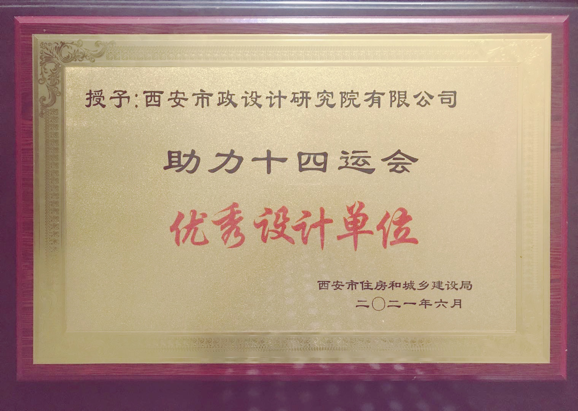 授予:西安市政设计研究院有限公司
助力十四运会
优秀设计单位
西安市住房和城乡建设局
二〇二一年六月